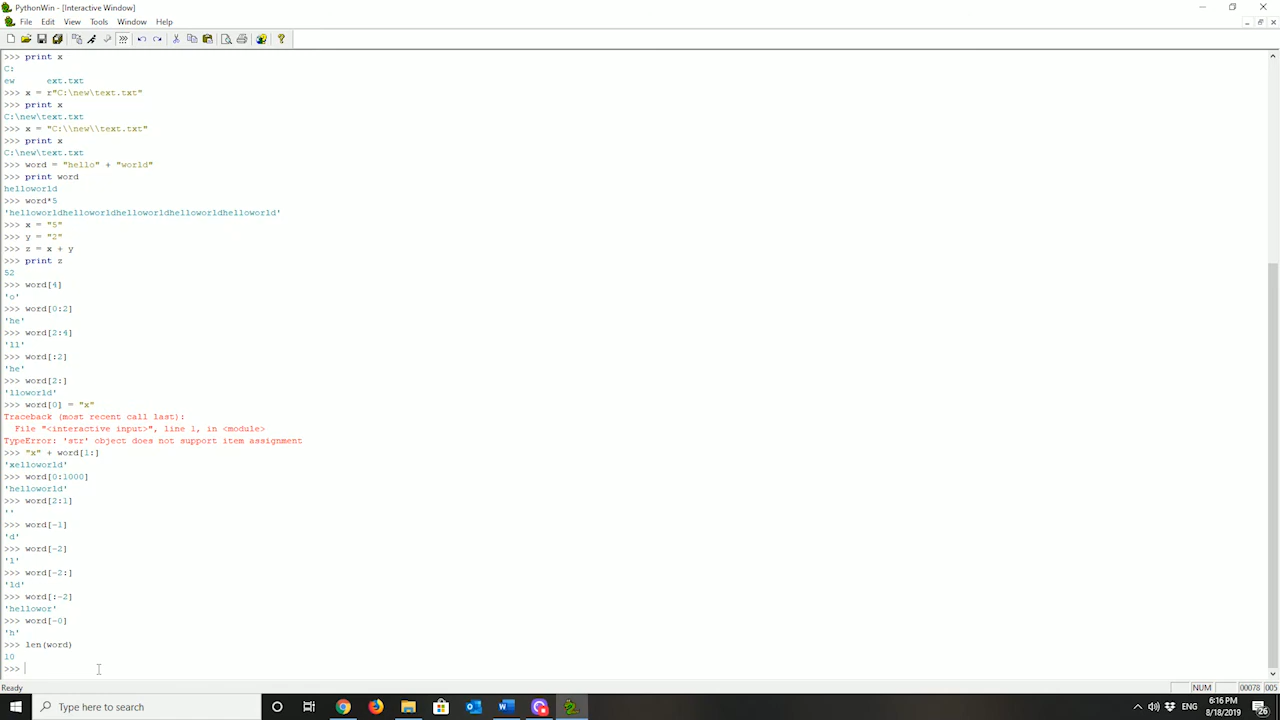 PythonWin - [Interactive Window]
File Edit View Tools Window Help
>>> print x
C:
ew ext.txt
>>> x = r"C:\new\text.txt"
>>> print x
C:\new\text.txt
>>> x = "C:\\new\\text.txt"
>>> print x
C:\new\text.txt
>>> word = "hello" + "world"
>>> print word
helloworld
>>> word*5
'helloworldhelloworldhelloworldhelloworldhelloworld'
>>> x = "5"
>>> y = "2"
>>> z = x + y
>>> print z
52
>>> word[4]
'o'
>>> word[0:2]
'he'
>>> word[2:4]
'll'
>>> word[:2]
'he'
>>> word[2:]
'lloworld'
>>> word[0] = "x"
Traceback (most recent call last):
File "<interactive input>", line 1, in <module>
TypeError: 'str' object does not support item assignment
>>> "x" + word[1:]
'xelloworld'
>>> word[0:1000]
'helloworld'
>>> word[2:1]
''
>>> word[-1]
'd'
>>> word[-2]
'l'
>>> word[-2:]
'ld'
>>> word[:-2]
'hellowor'
>>> word[-0]
'h'
>>> len(word)
10
>>>
Ready NUM 00078 005
Type here to search 6:16 PM
8/18/2019 26